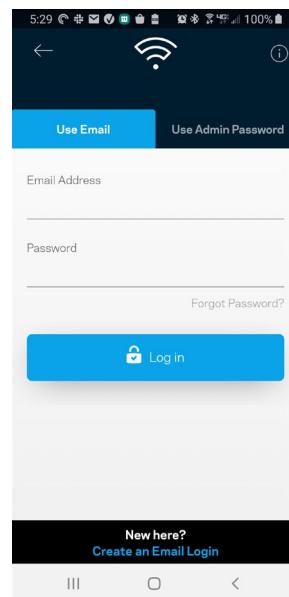 5:29 100%
Use Email Use Admin Password
Email Address
Password
Forgot Password?
Log in
New here?
Create an Email Login